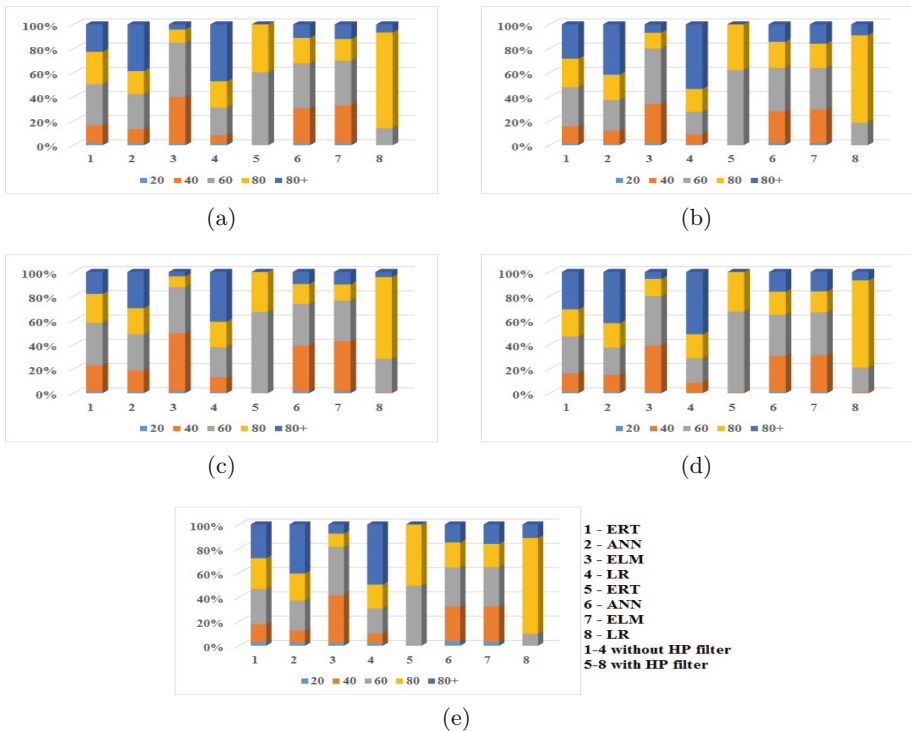 100%
80%
60%
40%
20%
0%
1 2 3 4 5 6 7 8
20 40 60 80 80+
(a)
100%
80%
60%
40%
20%
0%
1 2 3 4 5 6 7 8
20 40 60 80 80+
(b)
100%
80%
60%
40%
20%
0%
1 2 3 4 5 6 7 8
20 40 60 80 80+
(c)
100%
80%
60%
40%
20%
0%
1 2 3 4 5 6 7 8
20 40 60 80 80+
(d)
100%
80%
60%
40%
20%
0%
1 2 3 4 5 6 7 8
20 40 60 80 80+
1 - ERT
2 - ANN
3 - ELM
4 - LR
5 - ERT
6 - ANN
7 - ELM
8 - LR
1-4 without HP filter
5-8 with HP filter
(e)